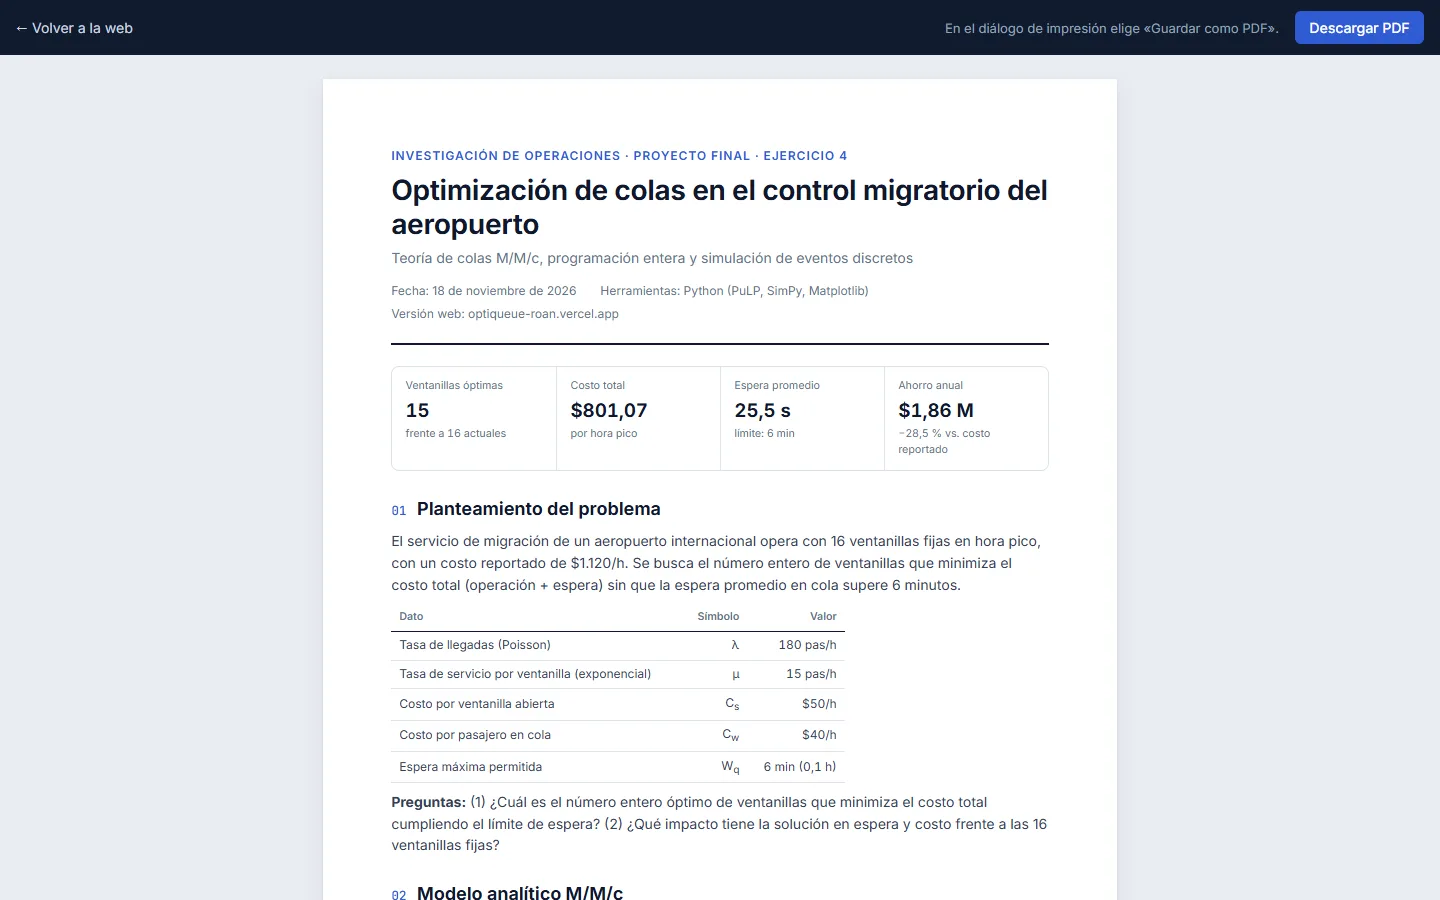 ← Volver a la web
En el diálogo de impresión elige «Guardar como PDF».
Descargar PDF
INVESTIGACIÓN DE OPERACIONES · PROYECTO FINAL · EJERCICIO 4
Optimización de colas en el control migratorio del
aeropuerto
Teoría de colas M/M/c, programación entera y simulación de eventos discretos
Fecha: 18 de noviembre de 2026 Herramientas: Python (PuLP, SimPy, Matplotlib)
Versión web: optiqueue-roan.vercel.app
Ventanillas óptimas
15
frente a 16 actuales
Costo total
$801,07
por hora pico
Espera promedio
25,5 s
límite: 6 min
Ahorro anual
$1,86 M
−28,5 % vs. costo
reportado
01 Planteamiento del problema
El servicio de migración de un aeropuerto internacional opera con 16 ventanillas fijas en hora pico,
con un costo reportado de $1.120/h. Se busca el número entero de ventanillas que minimiza el
costo total (operación + espera) sin que la espera promedio en cola supere 6 minutos.
Dato Símbolo Valor
Tasa de llegadas (Poisson) λ 180 pas/h
Tasa de servicio por ventanilla (exponencial) μ 15 pas/h
Costo por ventanilla abierta Cs $50/h
Costo por pasajero en cola Cw $40/h
Espera máxima permitida Wq 6 min (0,1 h)
Preguntas: (1) ¿Cuál es el número entero óptimo de ventanillas que minimiza el costo total
cumpliendo el límite de espera? (2) ¿Qué impacto tiene la solución en espera y costo frente a las 16
ventanillas fijas?
02 Modelo analítico M/M/c